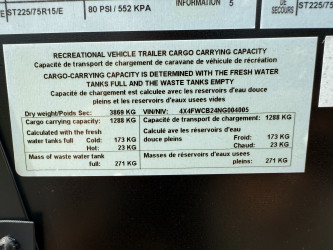 ST225/75R15/E 80 PSI / 552 KPA INFORMATION 5 DE SECOURS ST225/75
RECREATIONAL VEHICLE TRAILER CARGO CARRYING CAPACITY
Capacité de transport de chargement de caravane de véhicule de récréation
CARGO-CARRYING CAPACITY IS DETERMINED WITH THE FRESH WATER
TANKS FULL AND THE WASTE TANKS EMPTY
Capacité de chargement est calculée avec les réservoirs d'eau douce
pleins et les reservoirs d'eaux usees vides
Dry weight/Poids Sec: 3869 KG VIN/NIV: 4X4FWCB24NG004005
Cargo carrying capacity: 1288 KG Capacité de transport de chargement: 1288 KG
Calculated with the fresh Calculé avec les réservoirs d'eau
water tanks full Cold: 173 KG douce pleins Froid: 173 KG
Hot: 23 KG Chaud: 23 KG
Mass of waste water tank Masses de réservoirs d'eaux usées
full: 271 KG pleins: 271 KG